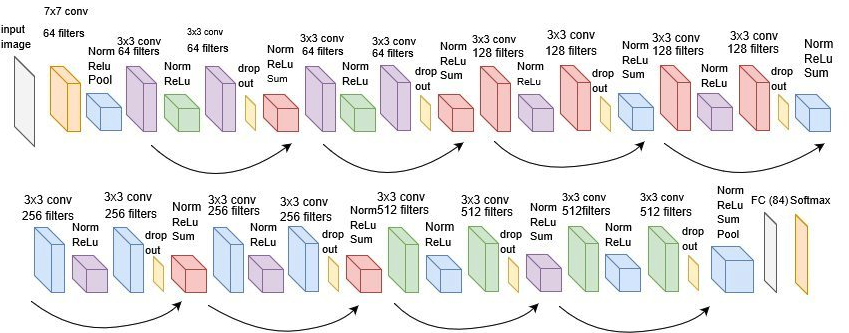 7x7 conv
64 filters
input
image
Norm
Relu
Pool
3x3 conv
64 filters
Norm
ReLu
3x3 conv
64 filters
drop
out
Norm
ReLu
Sum
3x3 conv
64 filters
Norm
ReLu
3x3 conv
64 filters
drop
out
Norm
ReLu
Sum
3x3 conv
128 filters
Norm
ReLu
3x3 conv
128 filters
drop
out
Norm
ReLu
Sum
3x3 conv
128 filters
Norm
ReLu
3x3 conv
128 filters
drop
out
Norm
ReLu
Sum
3x3 conv
256 filters
Norm
ReLu
3x3 conv
256 filters
drop
out
Norm
ReLu
Sum
3x3 conv
256 filters
Norm
ReLu
3x3 conv
256 filters
drop
out
Norm
ReLu
Sum
3x3 conv
512 filters
Norm
ReLu
3x3 conv
512 filters
drop
out
Norm
ReLu
Sum
3x3 conv
512filters
Norm
ReLu
3x3 conv
512 filters
drop
out
Norm
ReLu
Sum
Pool
FC (84)
Softmax